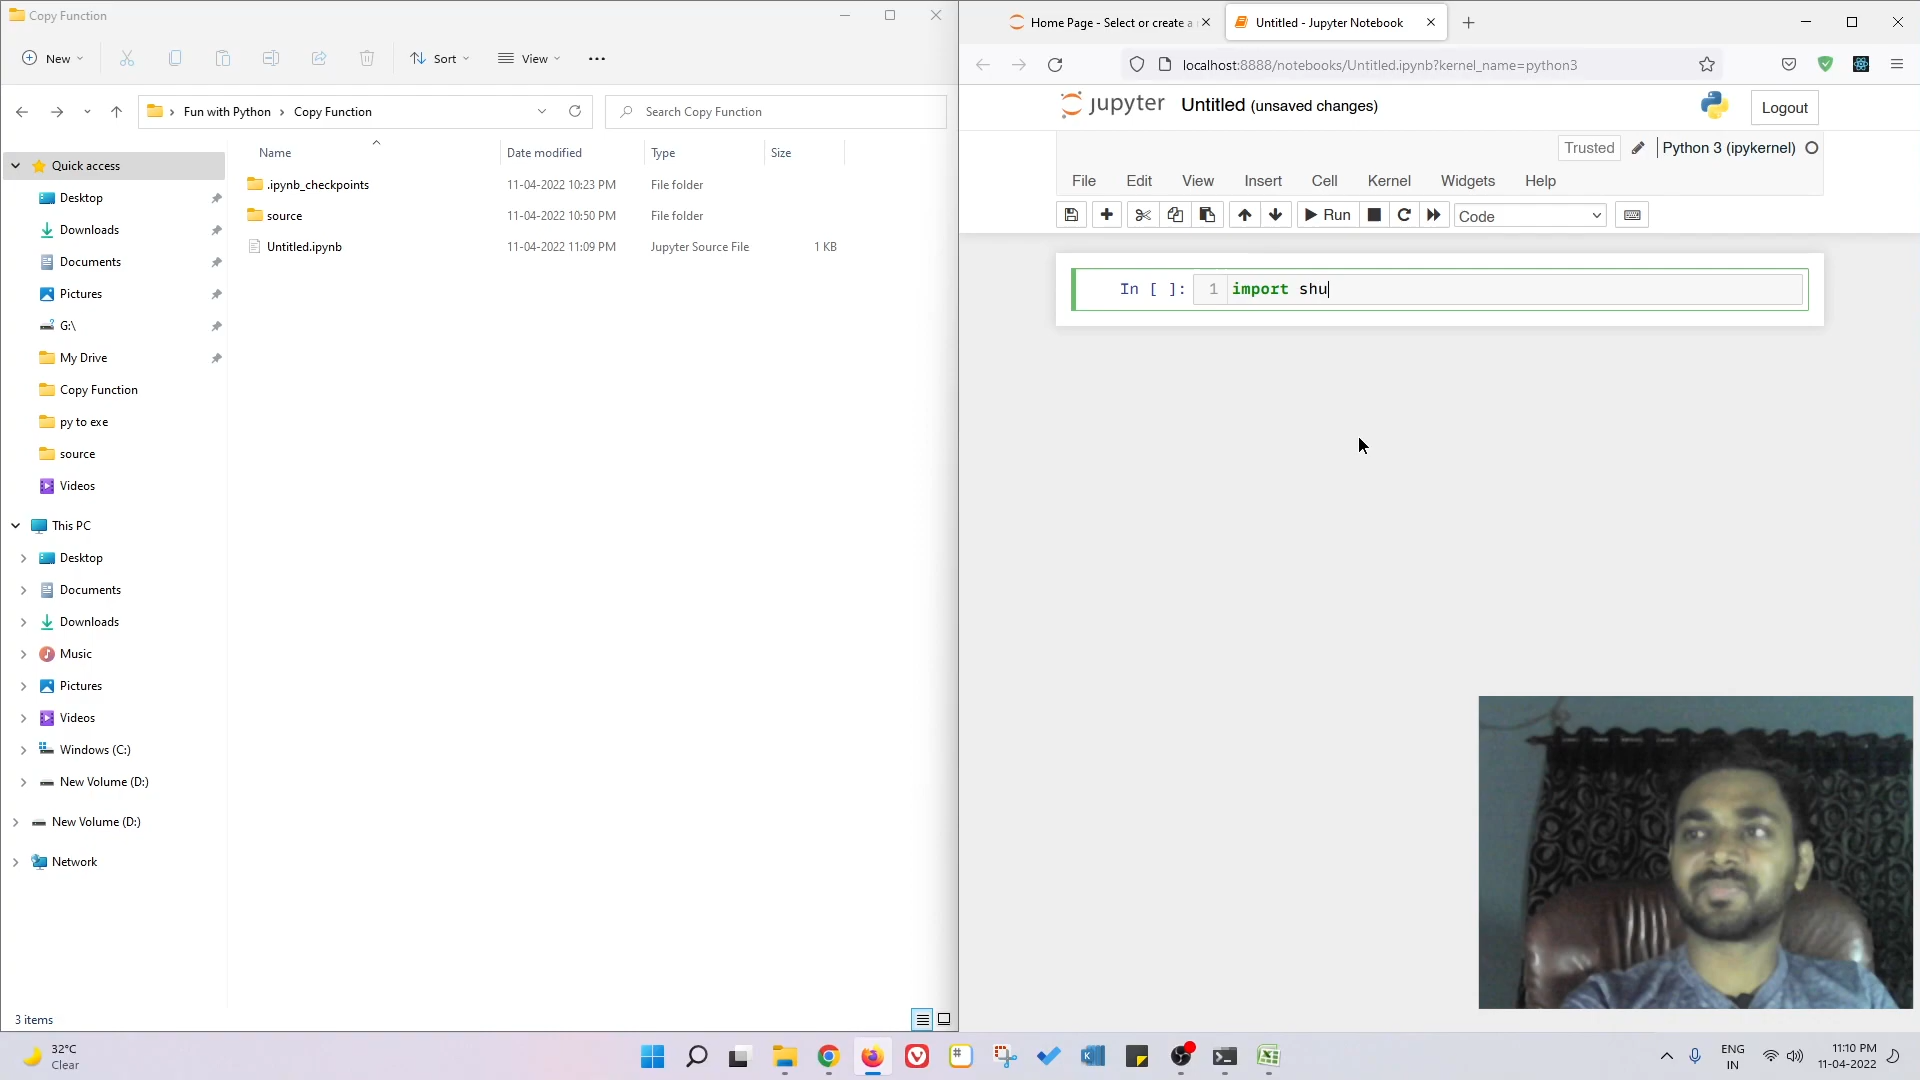 Copy Function
New
Sort
View
Fun with Python > Copy Function
Search Copy Function
Name
Date modified
Type
Size
.ipynb_checkpoints 11-04-2022 10:23 PM File folder
source 11-04-2022 10:50 PM File folder
Untitled.ipynb 11-04-2022 11:09 PM Jupyter Source File 1 KB
Quick access
Desktop
Downloads
Documents
Pictures
G:\
My Drive
Copy Function
py to exe
source
Videos
This PC
Desktop
Documents
Downloads
Music
Pictures
Videos
Windows (C:)
New Volume (D:)
New Volume (D:)
Network
3 items
Home Page - Select or create a
Untitled - Jupyter Notebook
localhost:8888/notebooks/Untitled.ipynb?kernel_name=python3
jupyter Untitled (unsaved changes)
Logout
Trusted
Python 3 (ipykernel)
File Edit View Insert Cell Kernel Widgets Help
Run
Code
In [ ]: 1 import shu
32°C
Clear
ENG
IN
11:10 PM
11-04-2022